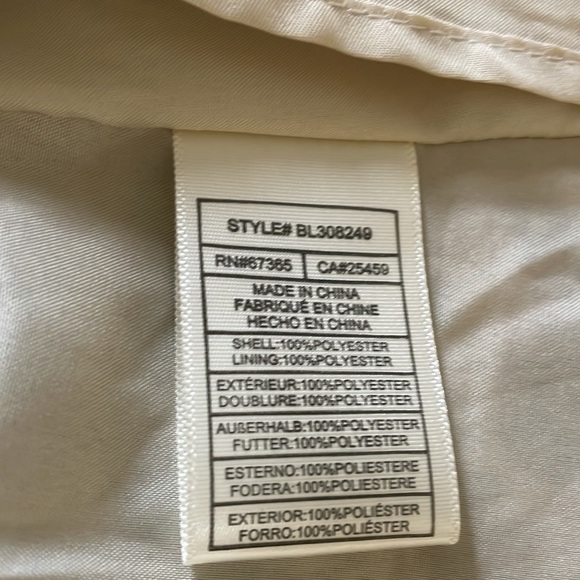 STYLE# BL308249
RN#67365 CA#25459
MADE IN CHINA
FABRIQUÉ EN CHINE
HECHO EN CHINA
SHELL:100%POLYESTER
LINING:100%POLYESTER
EXTÉRIEUR:100%POLYESTER
DOUBLURE:100%POLYESTER
AUßERHALB:100%POLYESTER
FUTTER:100%POLYESTER
ESTERNO:100%POLIESTERE
FODERA:100%POLIESTERE
EXTERIOR:100%POLIÉSTER
FORRO:100%POLIÉSTER